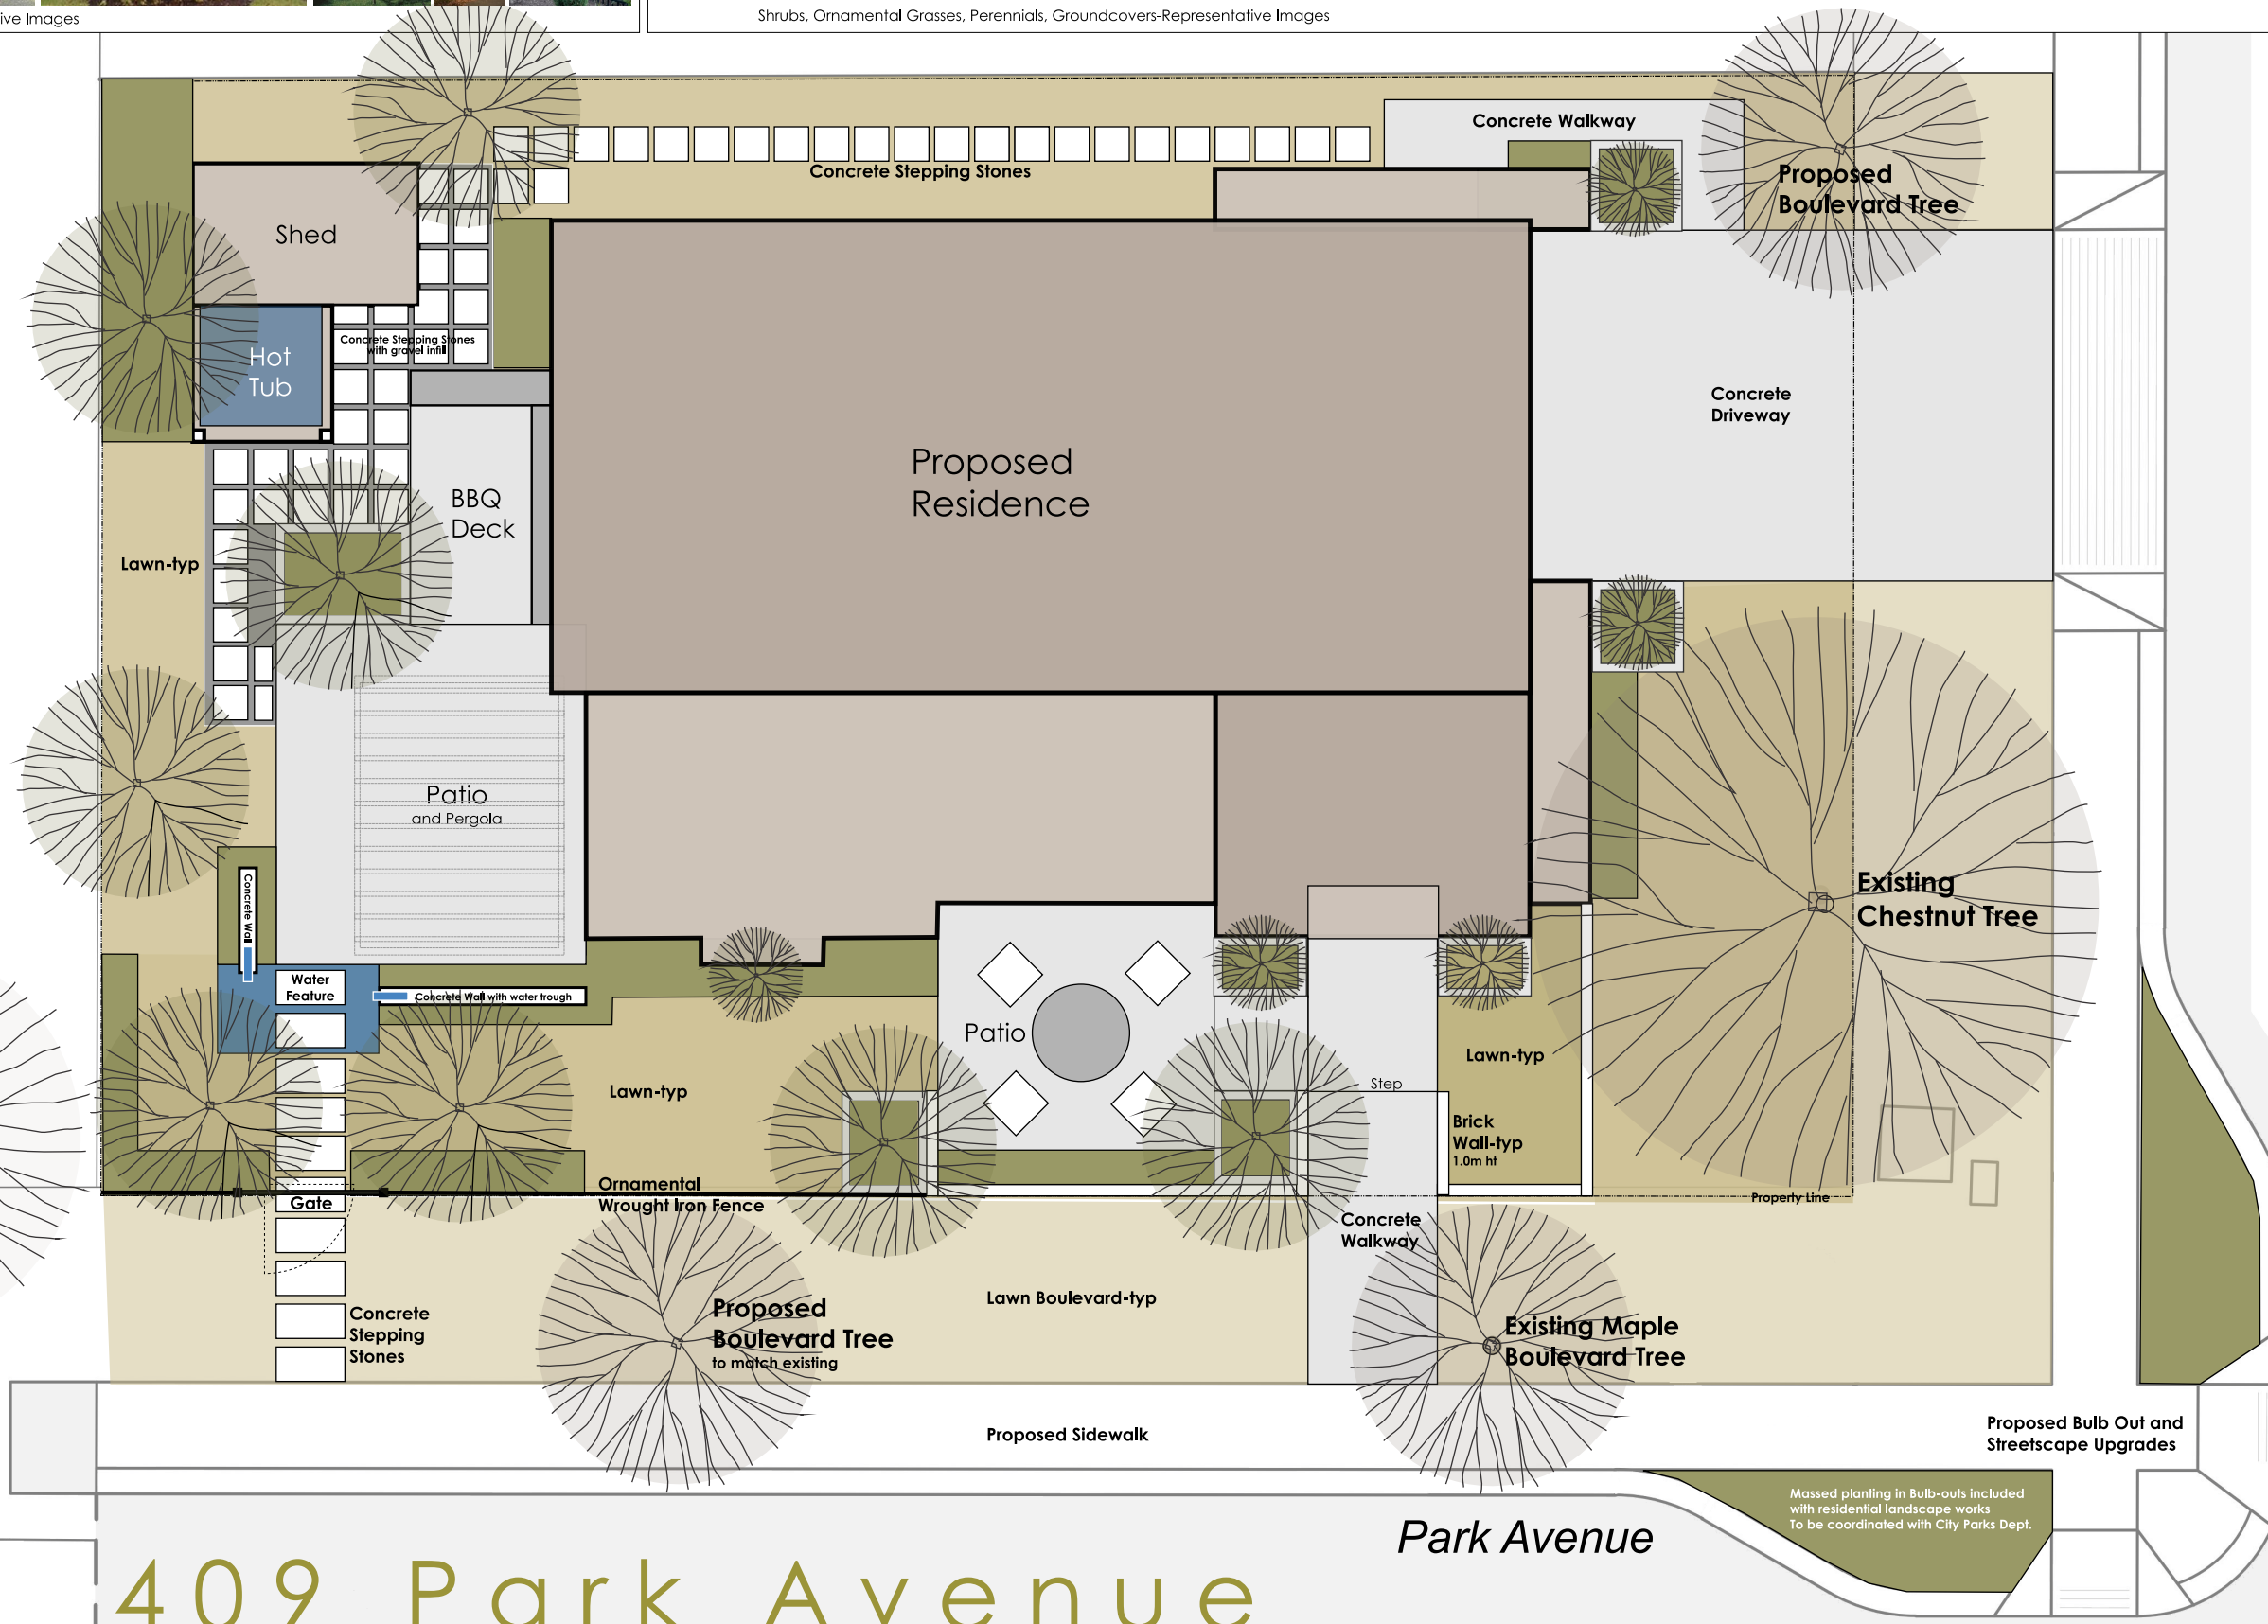 ive Images
Shrubs, Ornamental Grasses, Perennials, Groundcovers-Representative Images
Concrete Walkway
Concrete Stepping Stones
Proposed
Boulevard Tree
Shed
Concrete Stepping Stones
with gravel infill
Hot
Tub
Concrete
Driveway
Proposed
Residence
BBQ
Deck
Lawn-typ
Patio
and Pergola
Concrete Wall
Existing
Chestnut Tree
Water
Feature
Concrete Wall with water trough
Patio
Lawn-typ
Lawn-typ
Step
Brick
Wall-typ
1.0m ht
Ornamental
Wrought Iron Fence
Gate
Property Line
Concrete
Walkway
Lawn Boulevard-typ
Concrete
Stepping
Stones
Proposed
Boulevard Tree
to match existing
Existing Maple
Boulevard Tree
Proposed Sidewalk
Proposed Bulb Out and
Streetscape Upgrades
Massed planting in Bulb-outs included
with residential landscape works
To be coordinated with City Parks Dept.
Park Avenue
409 Park Avenue